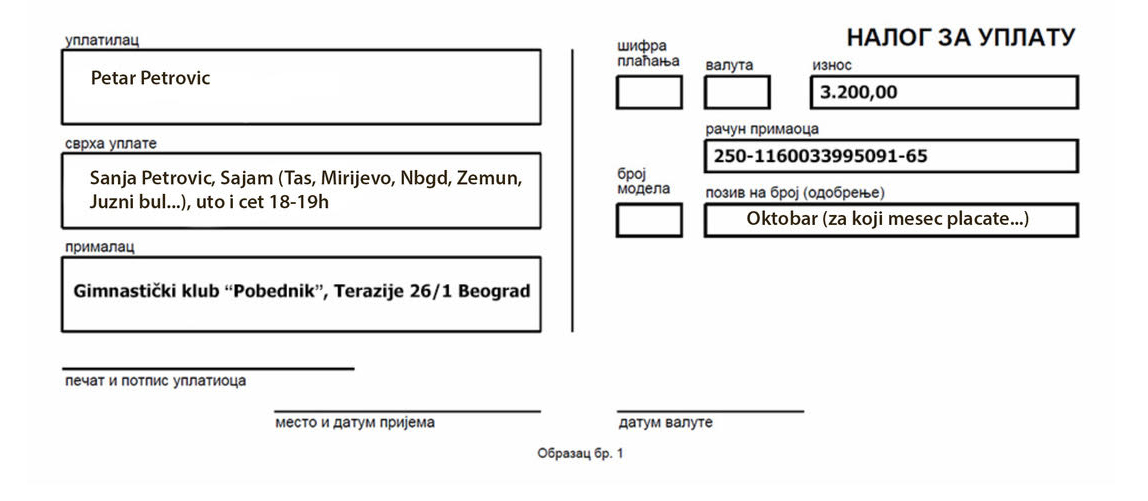 уплатилац
Petar Petrovic
сврха уплате
Sanja Petrovic, Sajam (Tas, Mirijevo, Nbgd, Zemun,
Juzni bul...), uto i cet 18-19h
прималац
Gimnastički klub “Pobednik”, Terazije 26/1 Beograd
печат и потпис уплатиоца
место и датум пријема
НАЛОГ ЗА УПЛАТУ
шифра
плаћања
валута
износ
3.200,00
рачун примаоца
250-1160033995091-65
број
модела
позив на број (одобрење)
Oktobar (za koji mesec placate...)
датум валуте
Образац бр. 1